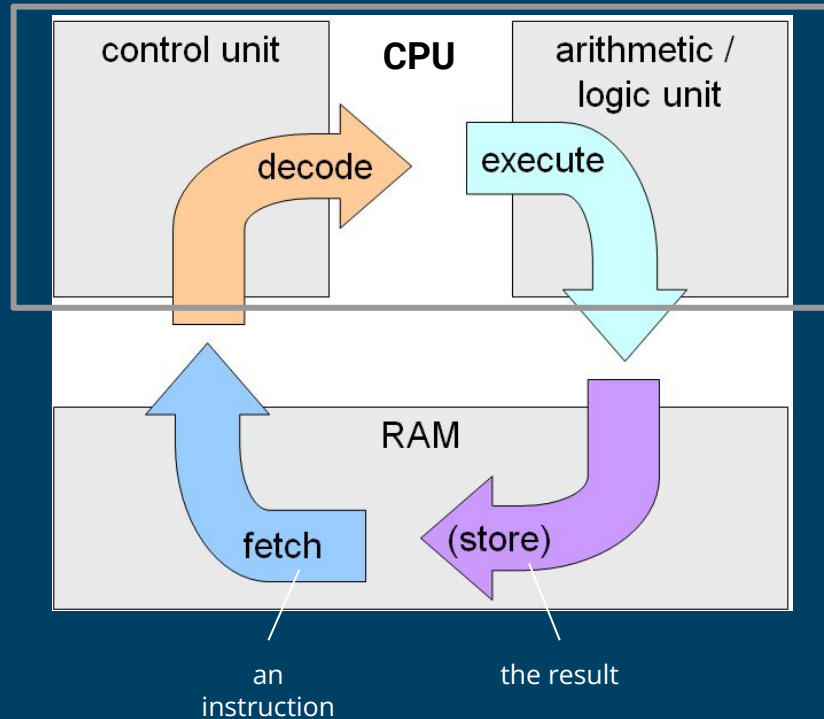 control unit
CPU
arithmetic /
logic unit
decode
execute
RAM
fetch
(store)
an
instruction
the result